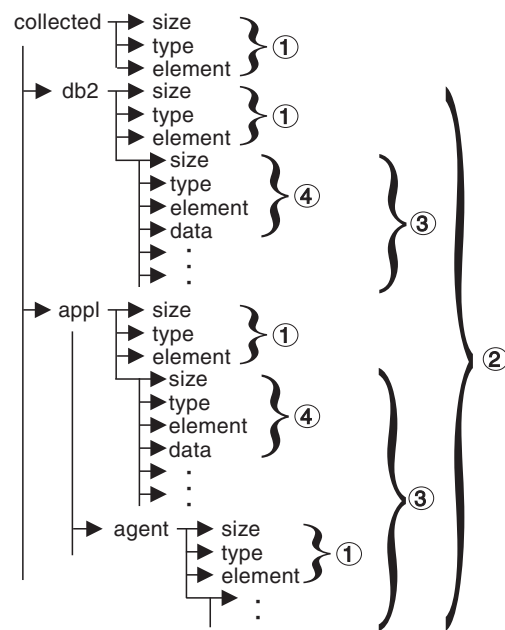 collected size
type ①
element
db2 size
type ①
element
size
type ④
element ③
data
size
appl type ①
element ②
size
type ④
element
data
③
agent size
type ①
element